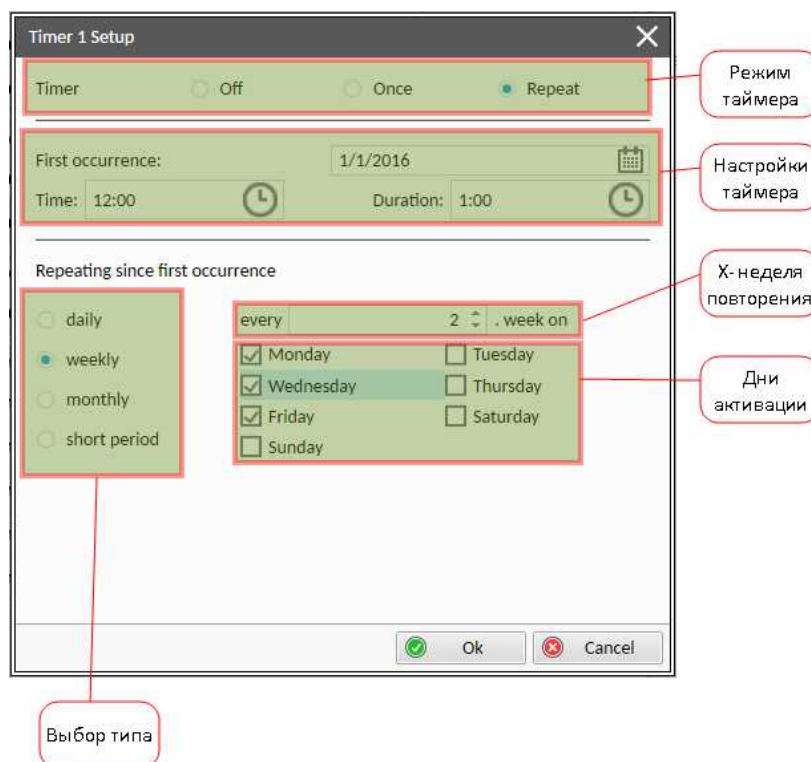 Timer 1 Setup
Timer Off Once Repeat
Режим
таймера
First occurrence: 1/1/2016
Time: 12:00 Duration: 1:00
Настройки
таймера
Repeating since first occurrence
daily
weekly
monthly
short period
every 2 . week on
Х-неделя
повторения
Monday Tuesday
Wednesday Thursday
Friday Saturday
Sunday
Дни
активации
Ok Cancel
Выбор типа